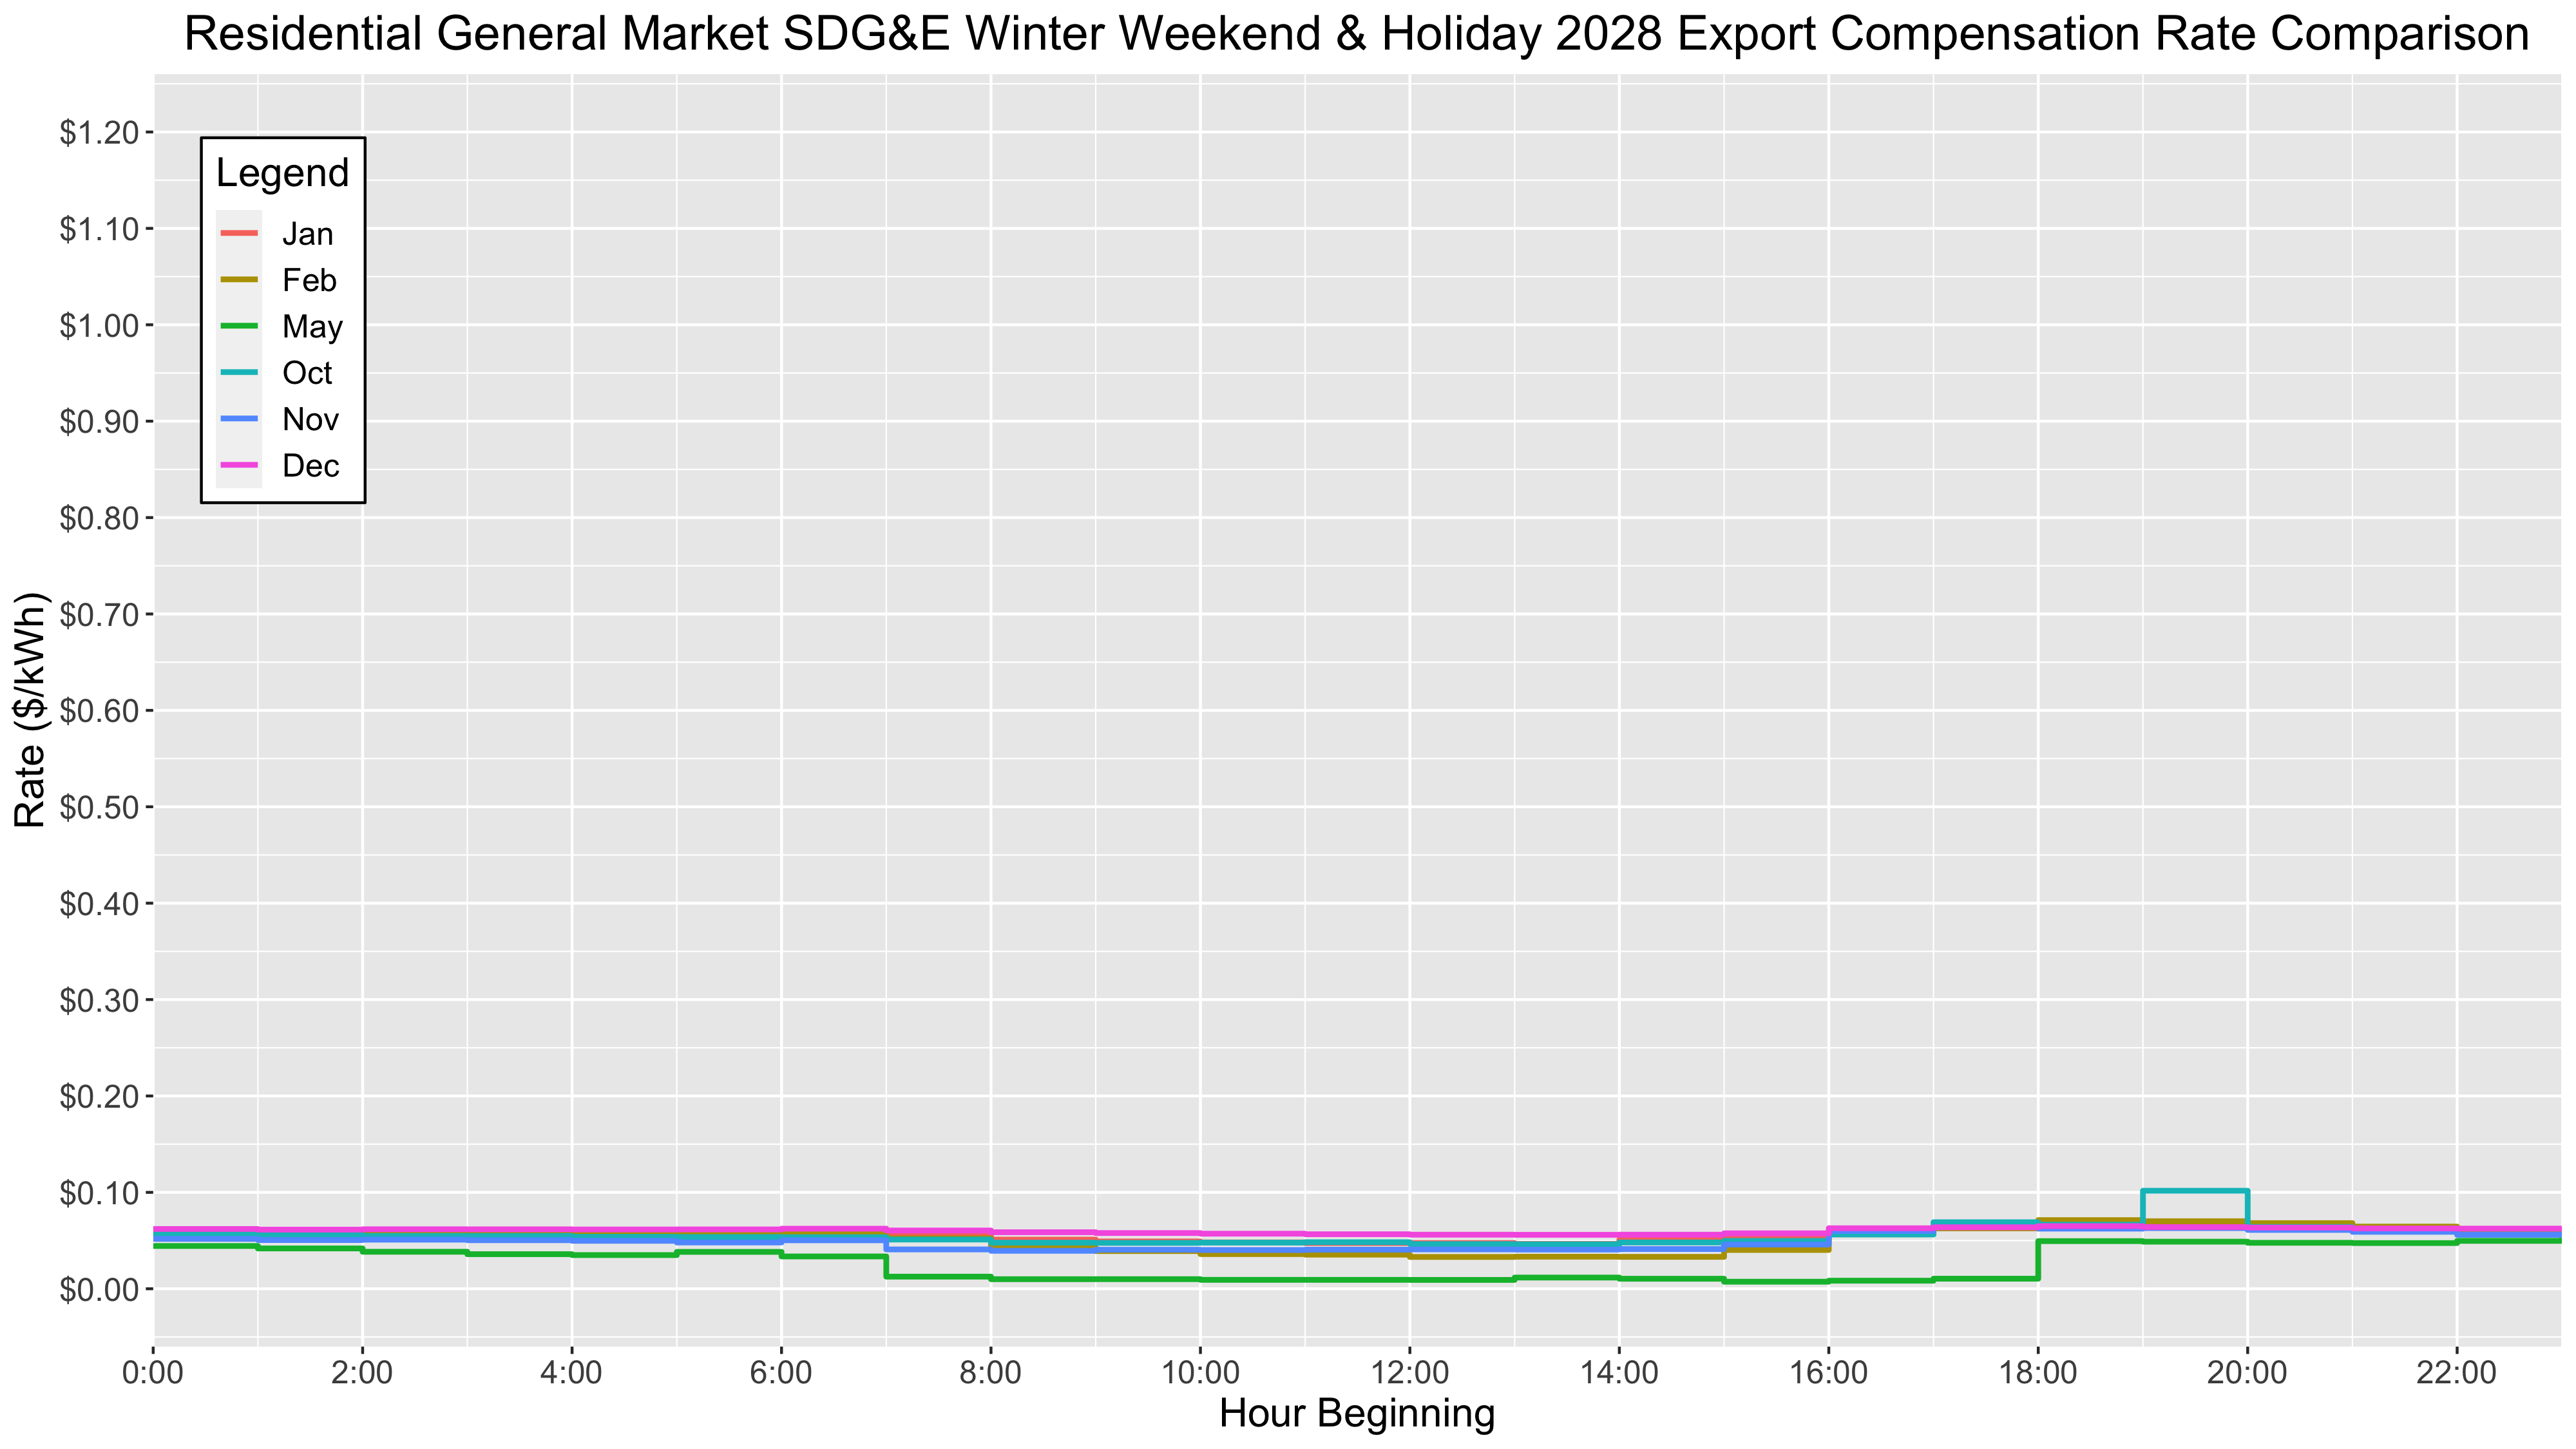 Residential General Market SDG&E Winter Weekend & Holiday 2028 Export Compensation Rate Comparison
Rate ($/kWh)
$1.20
$1.10
$1.00
$0.90
$0.80
$0.70
$0.60
$0.50
$0.40
$0.30
$0.20
$0.10
$0.00
Legend
Jan
Feb
May
Oct
Nov
Dec
0:00 2:00 4:00 6:00 8:00 10:00 12:00 14:00 16:00 18:00 20:00 22:00
Hour Beginning